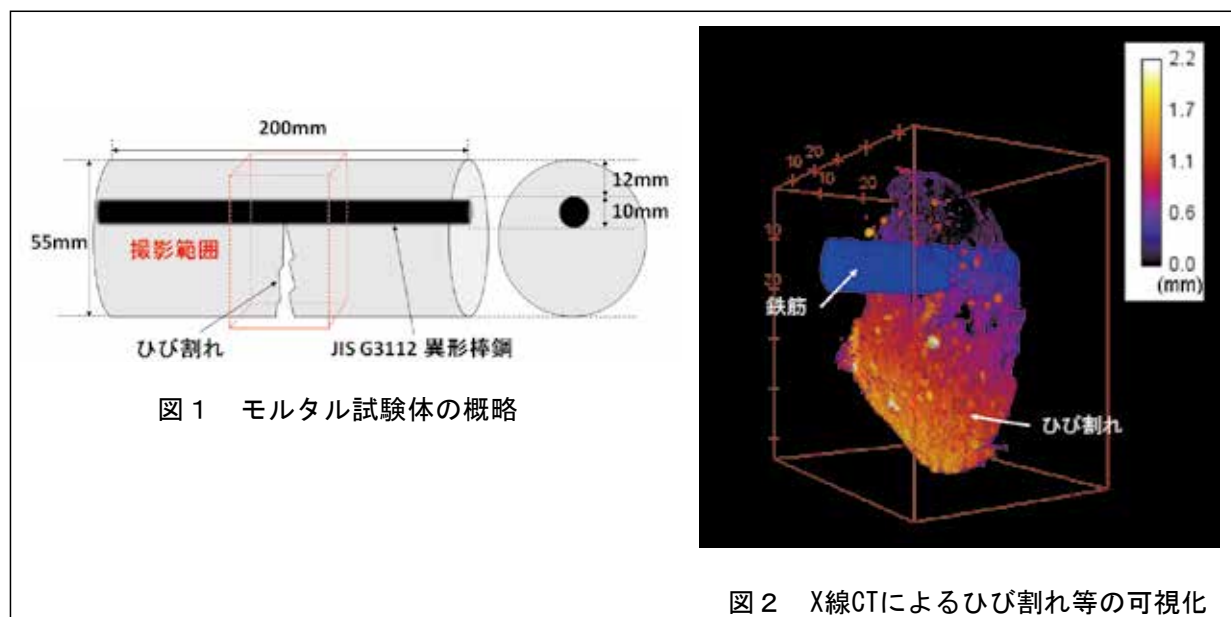 200mm
12mm
10mm
55mm
撮影範囲
ひび割れ
JIS G3112 異形棒鋼
図1 モルタル試験体の概略
2.2
1.7
1.1
0.6
0.0
(mm)
20
10
10
20
10
20
鉄筋
ひび割れ
図2 X線CTによるひび割れ等の可視化